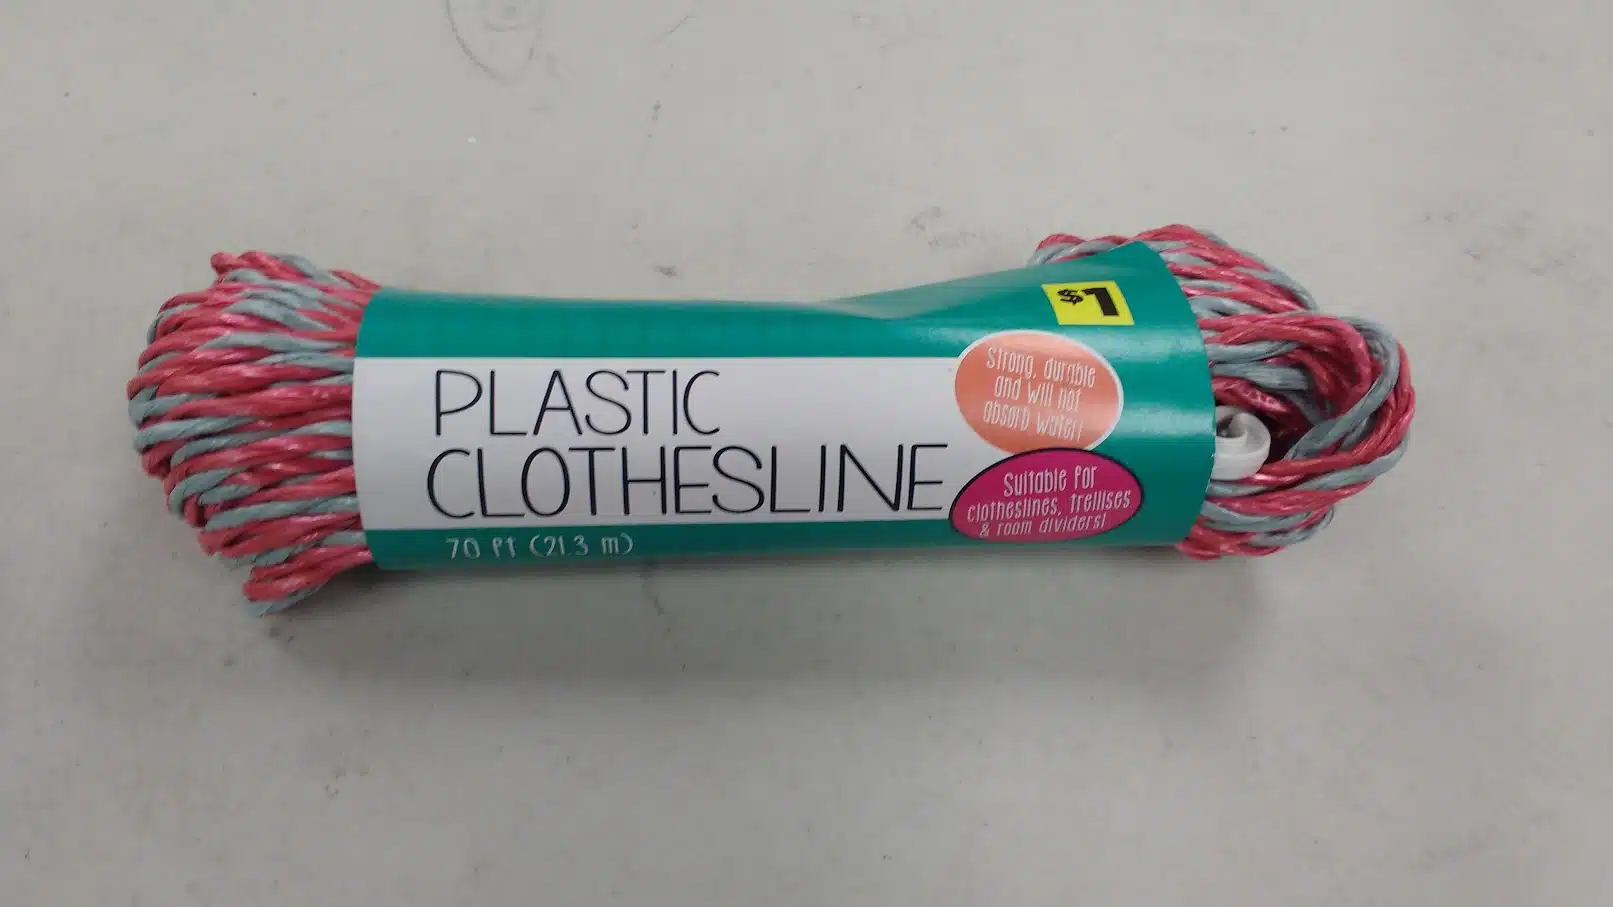 $1
PLASTIC
CLOTHESLINE
70 ft (21.3 m)
Strong, durable
and will not
absorb water!
Suitable for
clotheslines, trellises
& room dividers!